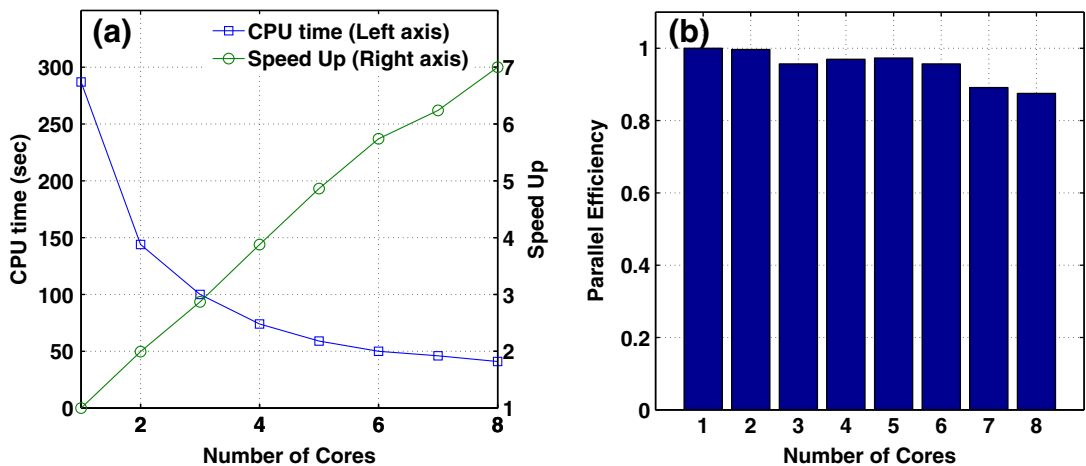 (a)
CPU time (Left axis)
Speed Up (Right axis)
300
250
200
150
100
50
0
CPU time (sec)
7
6
5
4
3
2
1
Speed Up
2
4
6
8
Number of Cores
(b)
1
0.8
0.6
0.4
0.2
0
Parallel Efficiency
1 2 3 4 5 6 7 8
Number of Cores